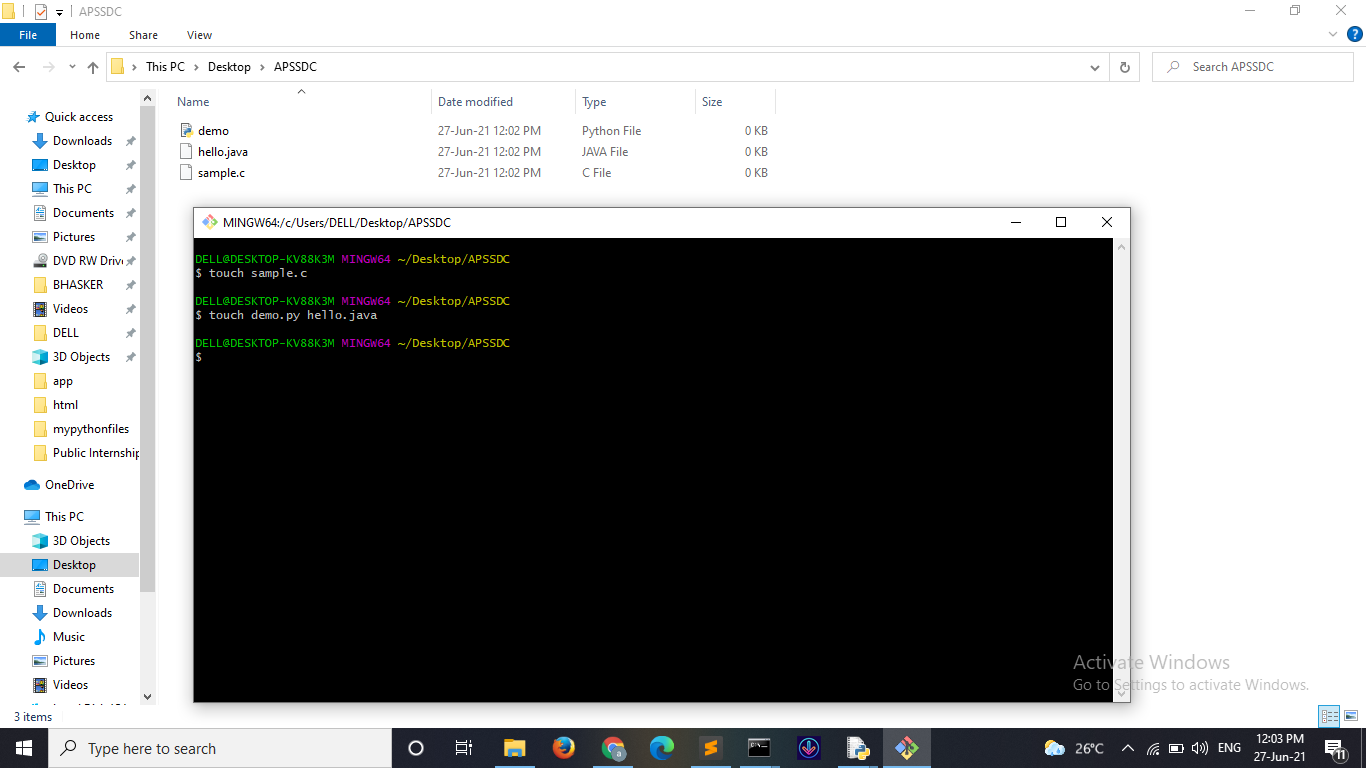 APSSDC
File Home Share View
This PC > Desktop > APSSDC
Search APSSDC
Name Date modified Type Size
demo 27-Jun-21 12:02 PM Python File 0 KB
hello.java 27-Jun-21 12:02 PM JAVA File 0 KB
sample.c 27-Jun-21 12:02 PM C File 0 KB
Quick access
Downloads
Desktop
This PC
Documents
Pictures
DVD RW Drive
BHASKER
Videos
DELL
3D Objects
app
html
mypythonfiles
Public Internship
OneDrive
This PC
3D Objects
Desktop
Documents
Downloads
Music
Pictures
Videos
3 items
MINGW64:/c/Users/DELL/Desktop/APSSDC
DELL@DESKTOP-KV88K3M MINGW64 ~/Desktop/APSSDC
$ touch sample.c
DELL@DESKTOP-KV88K3M MINGW64 ~/Desktop/APSSDC
$ touch demo.py hello.java
DELL@DESKTOP-KV88K3M MINGW64 ~/Desktop/APSSDC
$
Activate Windows
Go to Settings to activate Windows.
Type here to search
26°C
ENG
12:03 PM
27-Jun-21
11